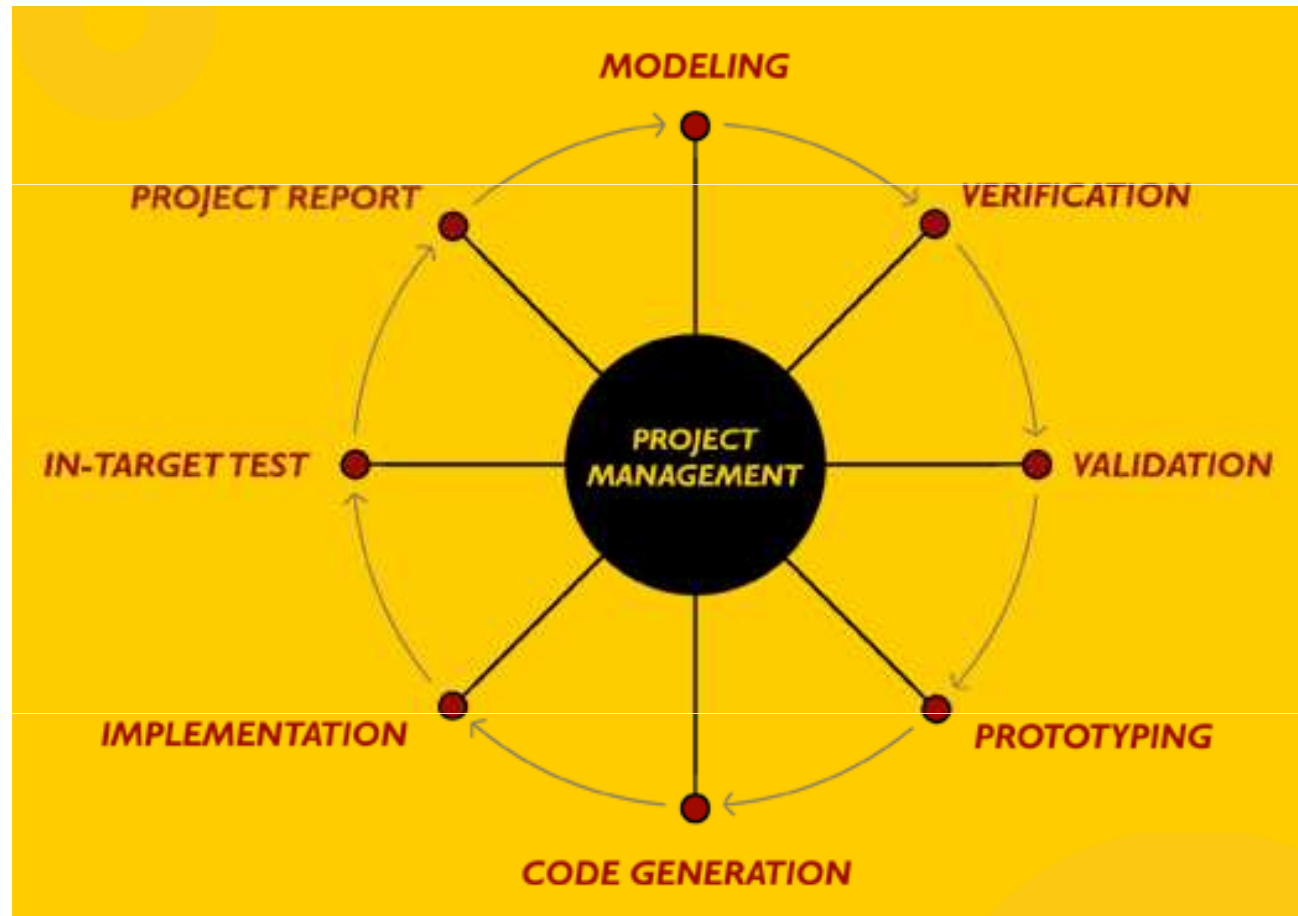 MODELING
PROJECT REPORT
VERIFICATION
PROJECT
MANAGEMENT
IN-TARGET TEST
VALIDATION
IMPLEMENTATION
PROTOTYPING
CODE GENERATION